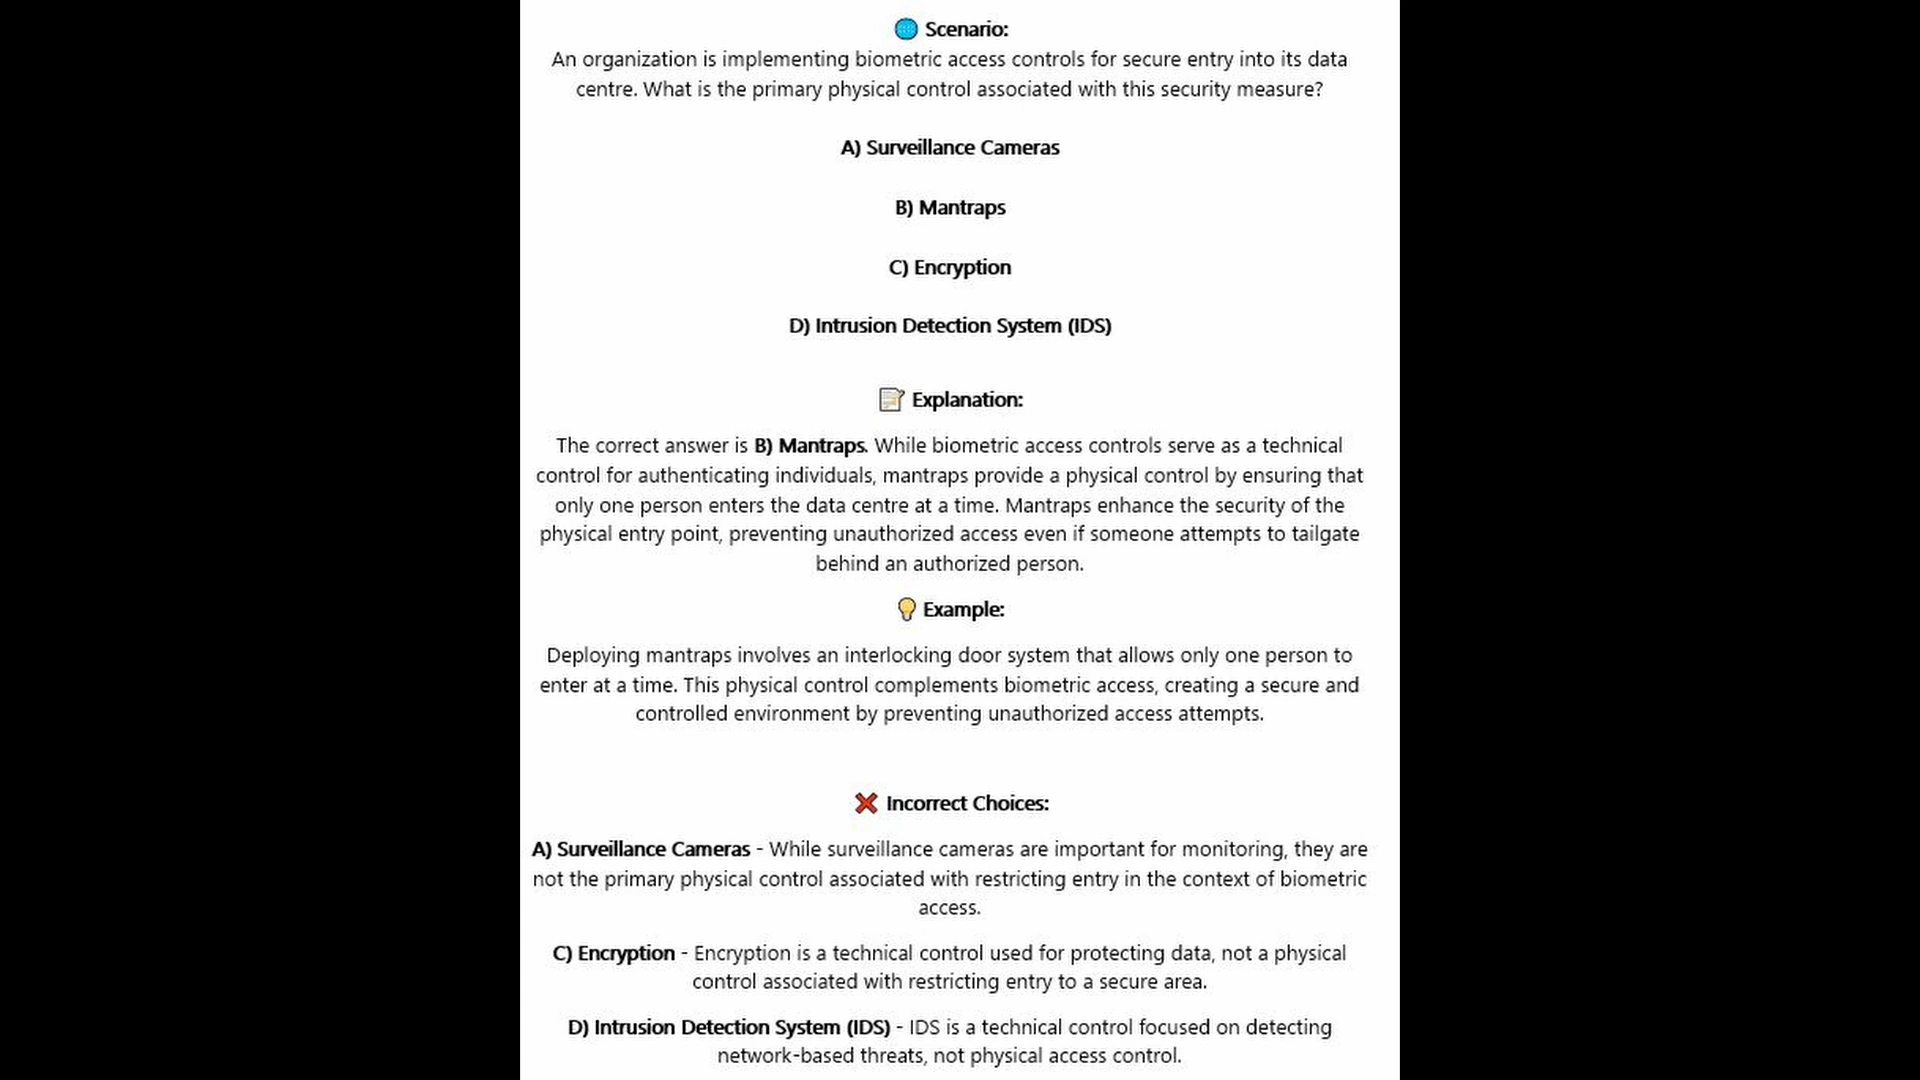 Scenario:
An organization is implementing biometric access controls for secure entry into its data
centre. What is the primary physical control associated with this security measure?
A) Surveillance Cameras
B) Mantraps
C) Encryption
D) Intrusion Detection System (IDS)
Explanation:
The correct answer is B) Mantraps. While biometric access controls serve as a technical
control for authenticating individuals, mantraps provide a physical control by ensuring that
only one person enters the data centre at a time. Mantraps enhance the security of the
physical entry point, preventing unauthorized access even if someone attempts to tailgate
behind an authorized person.
Example:
Deploying mantraps involves an interlocking door system that allows only one person to
enter at a time. This physical control complements biometric access, creating a secure and
controlled environment by preventing unauthorized access attempts.
Incorrect Choices:
A) Surveillance Cameras - While surveillance cameras are important for monitoring, they are
not the primary physical control associated with restricting entry in the context of biometric
access.
C) Encryption - Encryption is a technical control used for protecting data, not a physical
control associated with restricting entry to a secure area.
D) Intrusion Detection System (IDS) - IDS is a technical control focused on detecting
network-based threats, not physical access control.